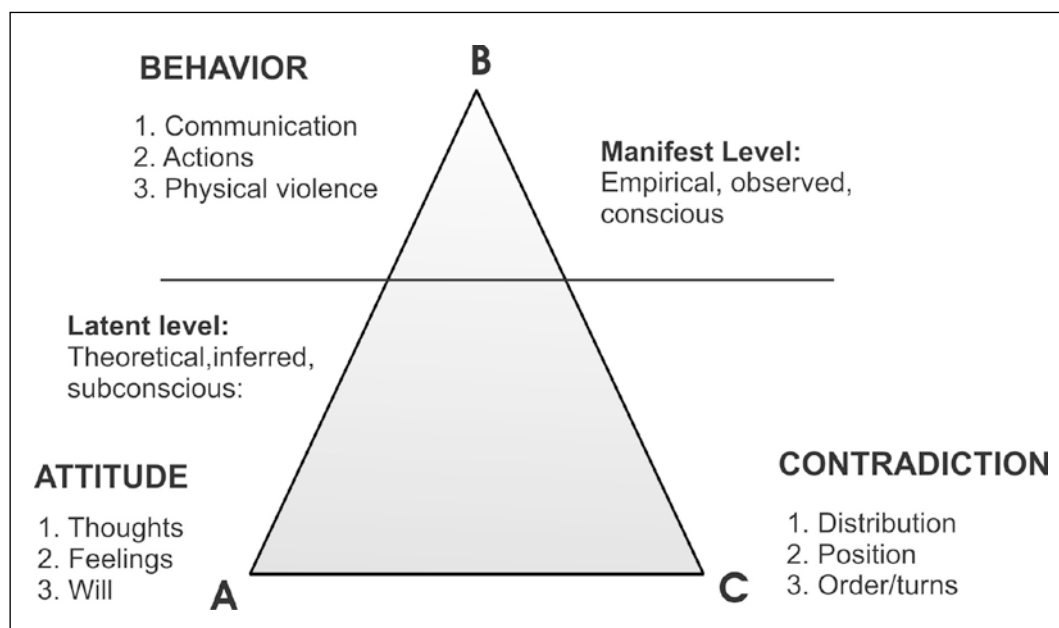 B
BEHAVIOR
1. Communication
2. Actions
3. Physical violence
Manifest Level:
Empirical, observed,
conscious
Latent level:
Theoretical,inferred,
subconscious:
ATTITUDE
1. Thoughts
2. Feelings
3. Will
A
CONTRADICTION
1. Distribution
2. Position
3. Order/turns
C